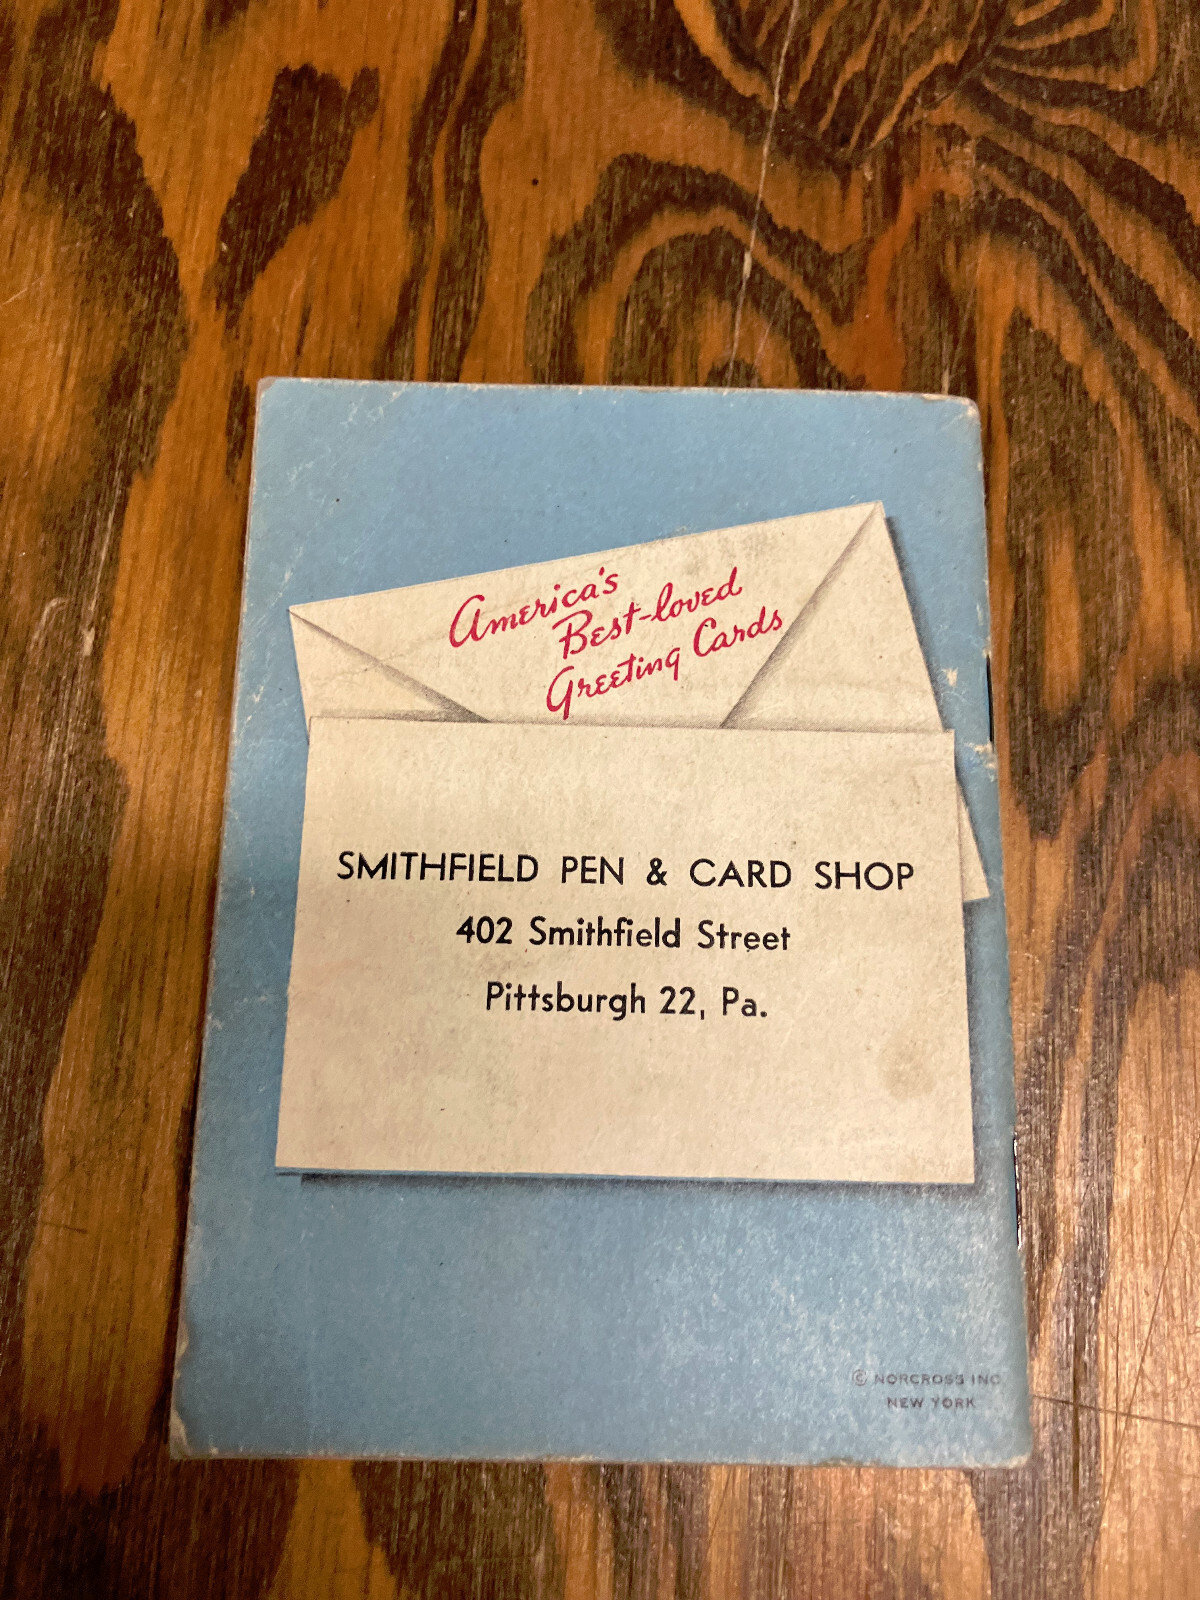 America's
Best-loved
Greeting Cards
SMITHFIELD PEN & CARD SHOP
402 Smithfield Street
Pittsburgh 22, Pa.
© NORCROSS INC
NEW YORK